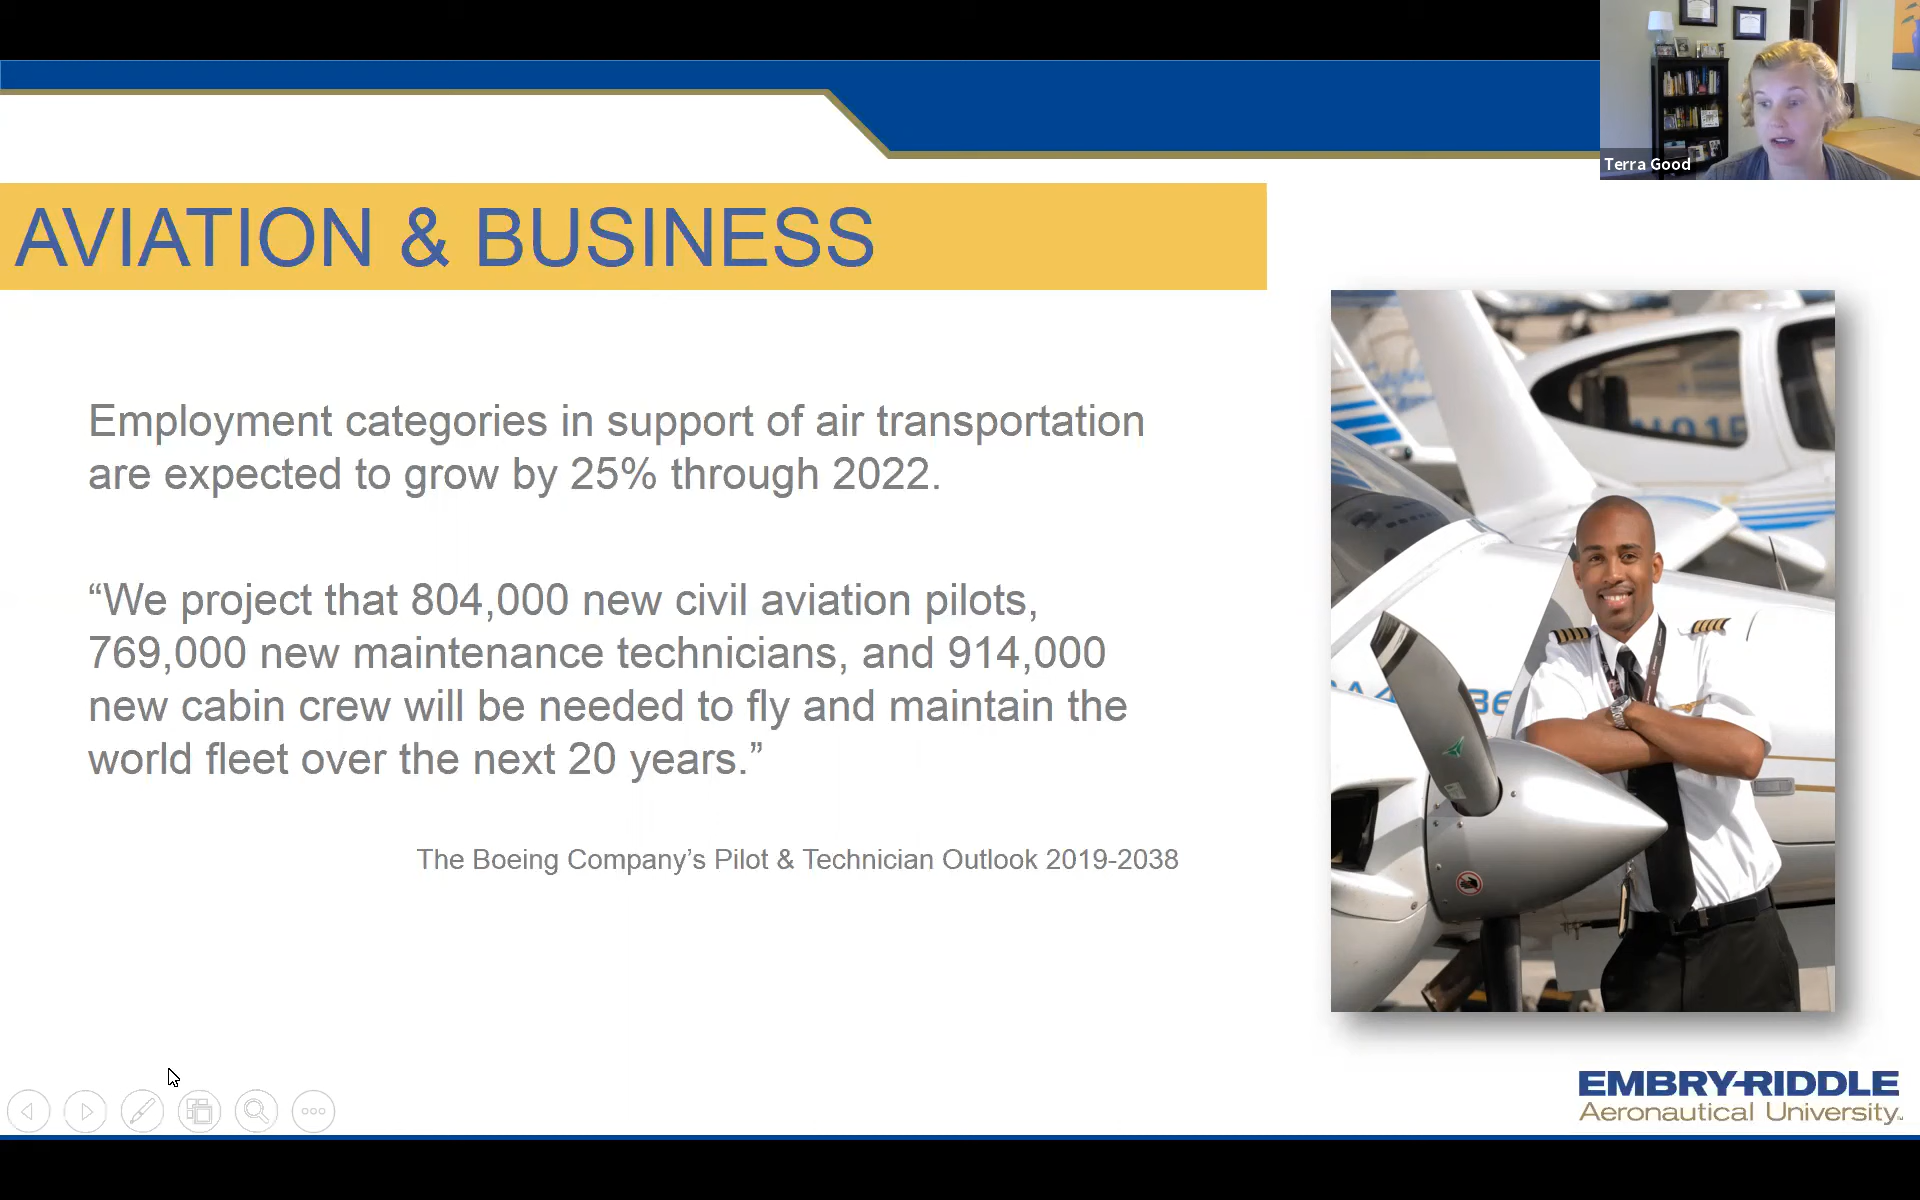 Terra Good
AVIATION & BUSINESS
Employment categories in support of air transportation
are expected to grow by 25% through 2022.
“We project that 804,000 new civil aviation pilots,
769,000 new maintenance technicians, and 914,000
new cabin crew will be needed to fly and maintain the
world fleet over the next 20 years.”
The Boeing Company’s Pilot & Technician Outlook 2019-2038
EMBRY-RIDDLE
Aeronautical University